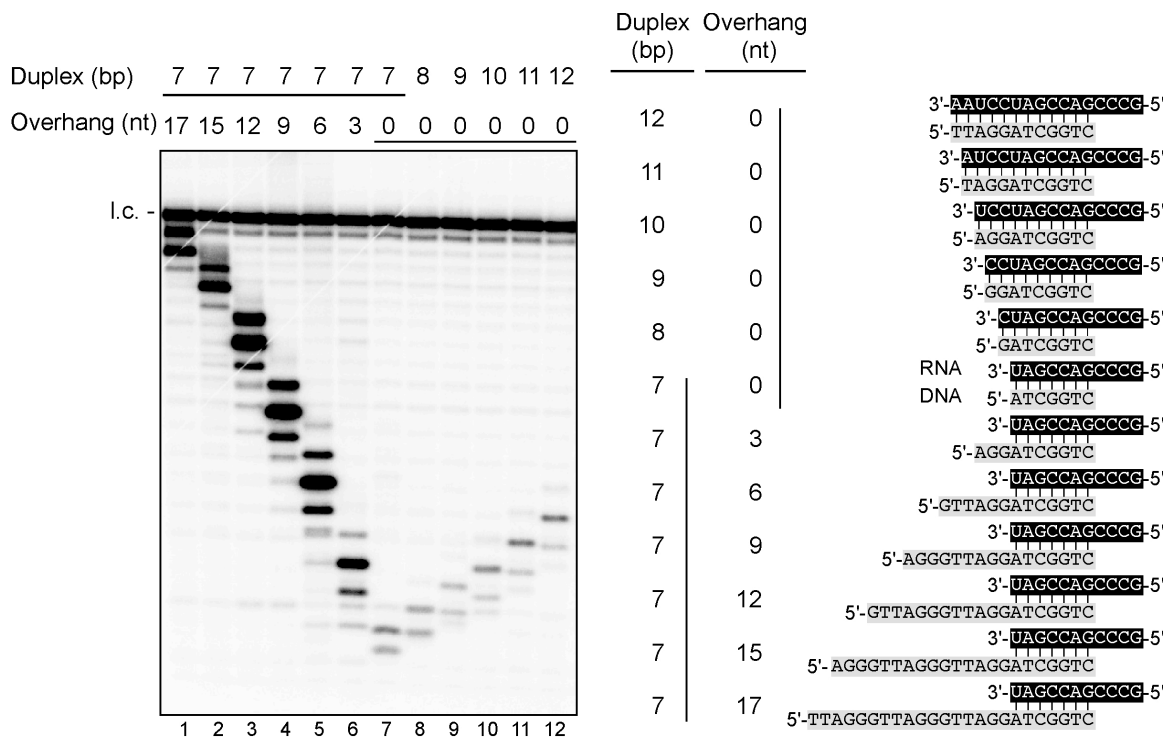 Duplex (bp) 7 7 7 7 7 7 7 8 9 10 11 12
Overhang (nt) 17 15 12 9 6 3 0 0 0 0 0 0
l.c. -
1 2 3 4 5 6 7 8 9 10 11 12
Duplex Overhang
(bp) (nt)
3'-AAUCCUAGCCAGCCCG-5'
12 0
5'-TTAGGATCGGTC
3'-AUCCUAGCCAGCCCG-5'
11 0
5'-TAGGATCGGTC
3'-UCCUAGCCAGCCCG-5'
10 0
5'-AGGATCGGTC
3'-CCUAGCCAGCCCG-5'
9 0
5'-GGATCGGTC
3'-CUAGCCAGCCCG-5'
8 0
5'-GATCGGTC
RNA 3'-UAGCCAGCCCG-5'
7 0
DNA 5'-ATCGGTC
3'-UAGCCAGCCCG-5'
7 3
5'-AGGATCGGTC
3'-UAGCCAGCCCG-5'
7 6
5'-GTTAGGATCGGTC
3'-UAGCCAGCCCG-5'
7 9
5'-AGGGTTAGGATCGGTC
3'-UAGCCAGCCCG-5'
7 12
5'-GTTAGGGTTAGGATCGGTC
3'-UAGCCAGCCCG-5'
7 15
5'-AGGGTTAGGGTTAGGATCGGTC
3'-UAGCCAGCCCG-5'
7 17
5'-TTAGGGTTAGGGTTAGGATCGGTC